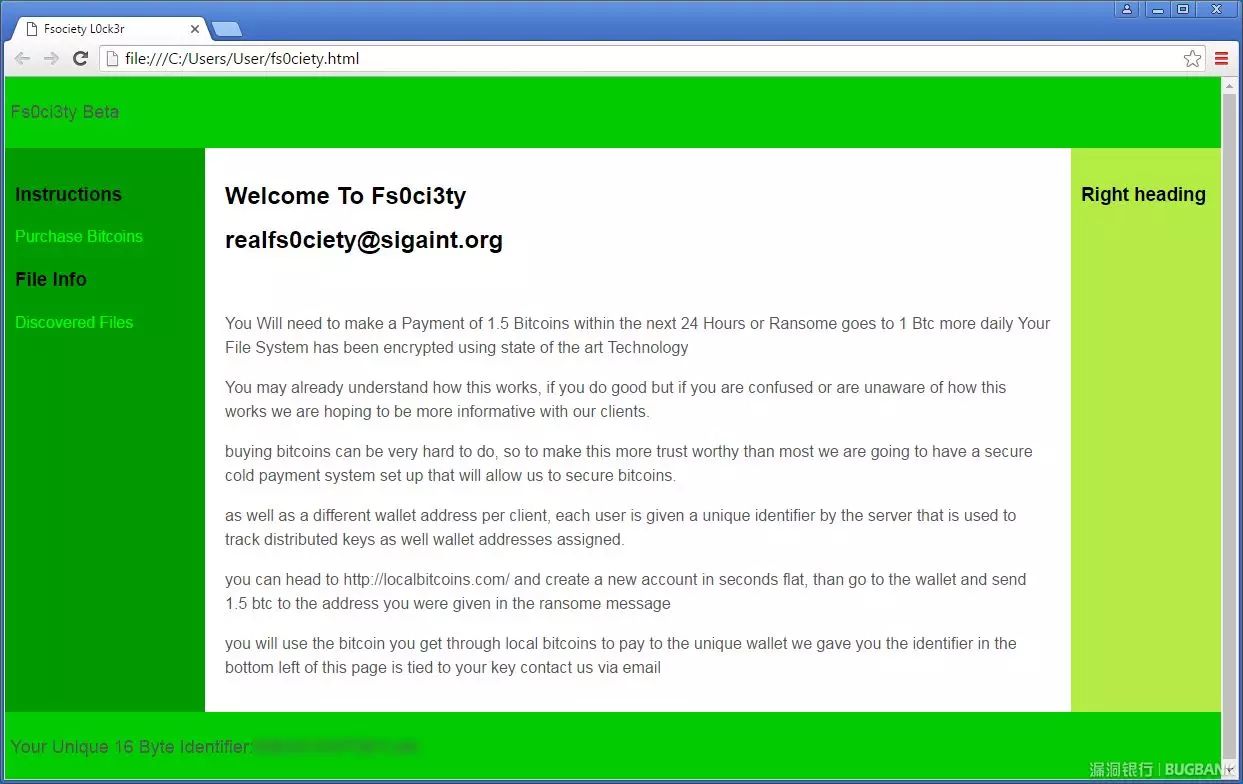 Fsociety L0ck3r
file:///C:/Users/User/fs0ciety.html
Fs0ci3ty Beta
Instructions
Purchase Bitcoins
File Info
Discovered Files
Welcome To Fs0ci3ty
realfs0ciety@sigaint.org
You Will need to make a Payment of 1.5 Bitcoins within the next 24 Hours or Ransome goes to 1 Btc more daily Your
File System has been encrypted using state of the art Technology
You may already understand how this works, if you do good but if you are confused or are unaware of how this
works we are hoping to be more informative with our clients.
buying bitcoins can be very hard to do, so to make this more trust worthy than most we are going to have a secure
cold payment system set up that will allow us to secure bitcoins.
as well as a different wallet address per client, each user is given a unique identifier by the server that is used to
track distributed keys as well wallet addresses assigned.
you can head to http://localbitcoins.com/ and create a new account in seconds flat, than go to the wallet and send
1.5 btc to the address you were given in the ransome message
you will use the bitcoin you get through local bitcoins to pay to the unique wallet we gave you the identifier in the
bottom left of this page is tied to your key contact us via email
Right heading
Your Unique 16 Byte Identifier:
漏洞银行 | BUGBANK